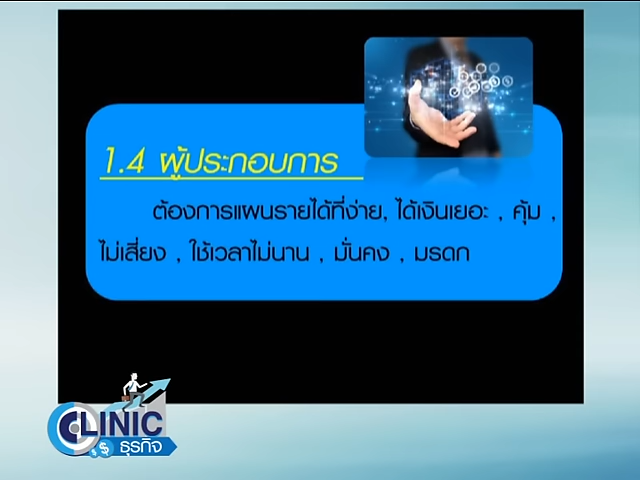 1.4 ผู้ประกอบการ
ต้องการแผนรายได้ที่ง่าย, ได้เงินเยอะ , คุ้ม ,
ไม่เสี่ยง , ใช้เวลาไม่นาน , มั่นคง , มรดก
CLINIC
$$ ธุรกิจ